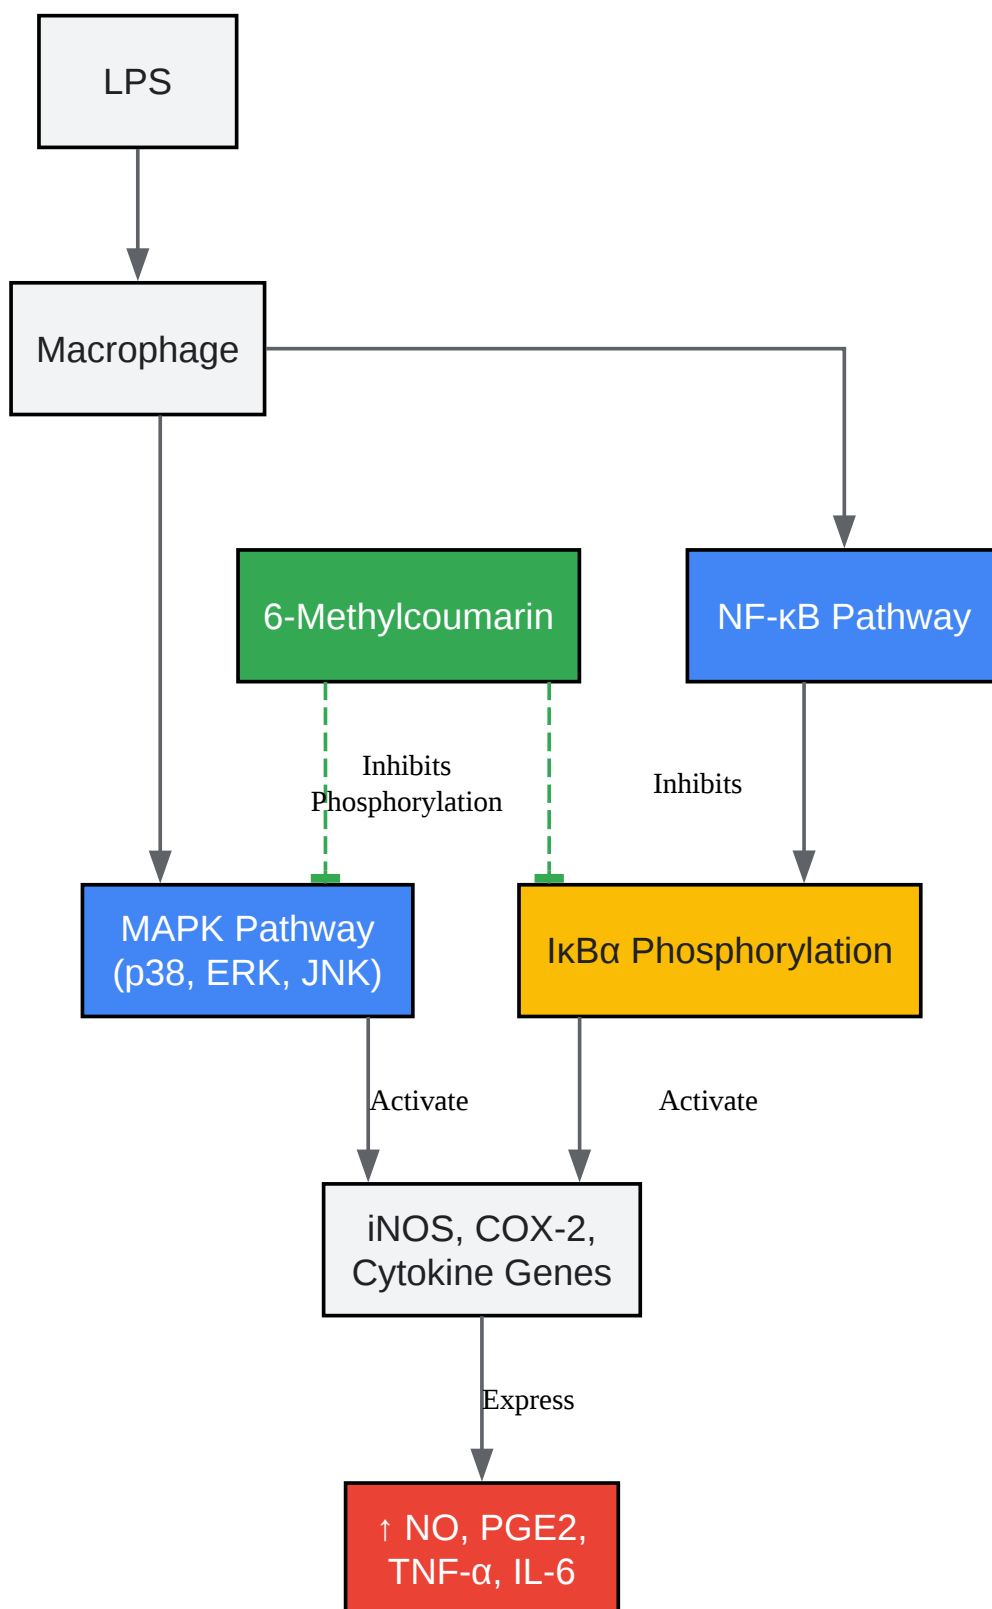 LPS
Macrophage
6-Methylcoumarin
NF-κB Pathway
Inhibits
Phosphorylation
Inhibits
MAPK Pathway
(p38, ERK, JNK)
IκBα Phosphorylation
Activate
Activate
iNOS, COX-2,
Cytokine Genes
Express
↑ NO, PGE2,
TNF-α, IL-6